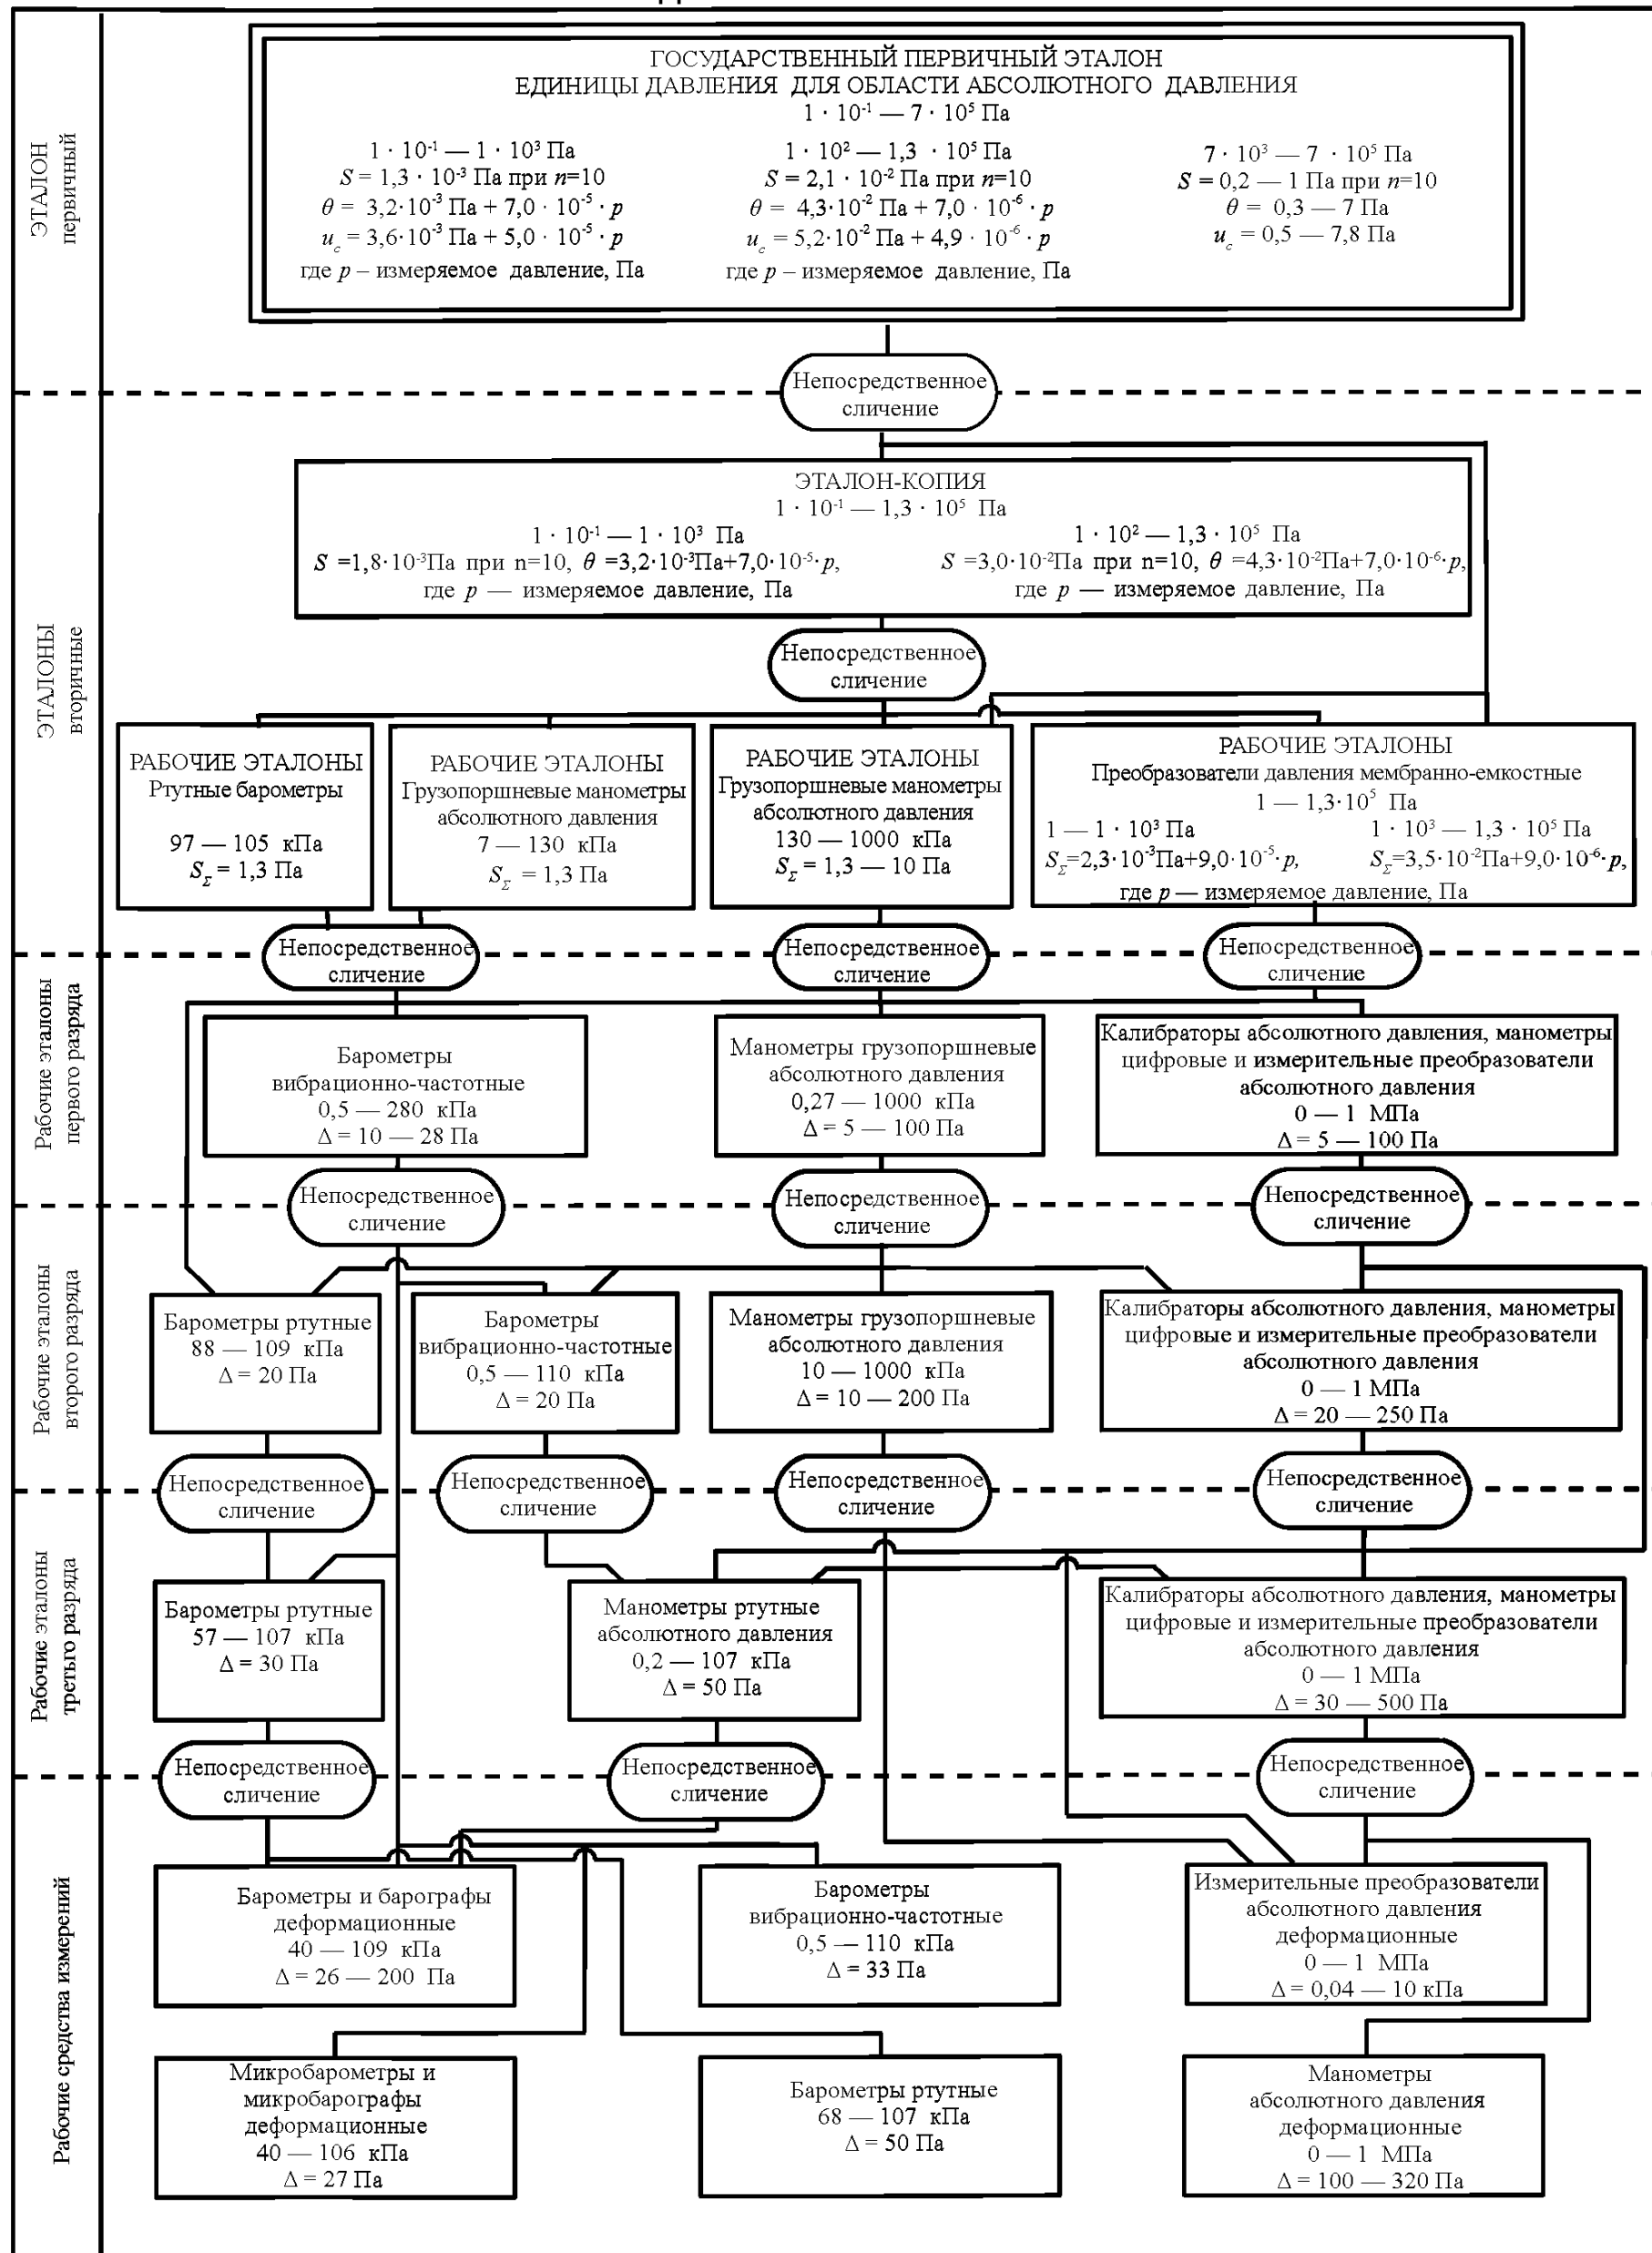 ЭТАЛОН
первичный
ГОСУДАРСТВЕННЫЙ ПЕРВИЧНЫЙ ЭТАЛОН
ЕДИНИЦЫ ДАВЛЕНИЯ ДЛЯ ОБЛАСТИ АБСОЛЮТНОГО ДАВЛЕНИЯ
1 · 10⁻¹ — 7 · 10⁵ Па
1 · 10⁻¹ — 1 · 10³ Па
S = 1,3 · 10⁻³ Па при n=10
θ = 3,2·10⁻³ Па + 7,0 · 10⁻⁵ · p
u_c = 3,6·10⁻³ Па + 5,0 · 10⁻⁵ · p
где p – измеряемое давление, Па
1 · 10² — 1,3 · 10⁵ Па
S = 2,1 · 10⁻² Па при n=10
θ = 4,3·10⁻² Па + 7,0 · 10⁻⁶ · p
u_c = 5,2·10⁻² Па + 4,9 · 10⁻⁶ · p
где p – измеряемое давление, Па
7 · 10³ — 7 · 10⁵ Па
S = 0,2 — 1 Па при n=10
θ = 0,3 — 7 Па
u_c = 0,5 — 7,8 Па
Непосредственное
сличение
ЭТАЛОНЫ
вторичные
ЭТАЛОН-КОПИЯ
1 · 10⁻¹ — 1,3 · 10⁵ Па
1 · 10⁻¹ — 1 · 10³ Па
S =1,8·10⁻³Па при n=10, θ =3,2·10⁻³Па+7,0·10⁻⁵·p,
где p — измеряемое давление, Па
1 · 10² — 1,3 · 10⁵ Па
S =3,0·10⁻²Па при n=10, θ =4,3·10⁻²Па+7,0·10⁻⁶·p,
где p — измеряемое давление, Па
Непосредственное
сличение
РАБОЧИЕ ЭТАЛОНЫ
Ртутные барометры
97 — 105 кПа
S_Σ = 1,3 Па
РАБОЧИЕ ЭТАЛОНЫ
Грузопоршневые манометры
абсолютного давления
7 — 130 кПа
S_Σ = 1,3 Па
РАБОЧИЕ ЭТАЛОНЫ
Грузопоршневые манометры
абсолютного давления
130 — 1000 кПа
S_Σ = 1,3 — 10 Па
РАБОЧИЕ ЭТАЛОНЫ
Преобразователи давления мембранно-емкостные
1 — 1,3·10⁵ Па
1 — 1 · 10³ Па
S_Σ=2,3·10⁻³Па+9,0·10⁻⁵·p,
1 · 10³ — 1,3 · 10⁵ Па
S_Σ=3,5·10⁻²Па+9,0·10⁻⁶·p,
где p — измеряемое давление, Па
Непосредственное
сличение
Непосредственное
сличение
Непосредственное
сличение
Рабочие эталоны
первого разряда
Барометры
вибрационно-частотные
0,5 — 280 кПа
Δ = 10 — 28 Па
Манометры грузопоршневые
абсолютного давления
0,27 — 1000 кПа
Δ = 5 — 100 Па
Калибраторы абсолютного давления, манометры
цифровые и измерительные преобразователи
абсолютного давления
0 — 1 МПа
Δ = 5 — 100 Па
Непосредственное
сличение
Непосредственное
сличение
Непосредственное
сличение
Рабочие эталоны
второго разряда
Барометры ртутные
88 — 109 кПа
Δ = 20 Па
Барометры
вибрационно-частотные
0,5 — 110 кПа
Δ = 20 Па
Манометры грузопоршневые
абсолютного давления
10 — 1000 кПа
Δ = 10 — 200 Па
Калибраторы абсолютного давления, манометры
цифровые и измерительные преобразователи
абсолютного давления
0 — 1 МПа
Δ = 20 — 250 Па
Непосредственное
сличение
Непосредственное
сличение
Непосредственное
сличение
Непосредственное
сличение
Рабочие эталоны
третьего разряда
Барометры ртутные
57 — 107 кПа
Δ = 30 Па
Манометры ртутные
абсолютного давления
0,2 — 107 кПа
Δ = 50 Па
Калибраторы абсолютного давления, манометры
цифровые и измерительные преобразователи
абсолютного давления
0 — 1 МПа
Δ = 30 — 500 Па
Непосредственное
сличение
Непосредственное
сличение
Непосредственное
сличение
Рабочие средства измерений
Барометры и барографы
деформационные
40 — 109 кПа
Δ = 26 — 200 Па
Барометры
вибрационно-частотные
0,5 — 110 кПа
Δ = 33 Па
Измерительные преобразователи
абсолютного давления
деформационные
0 — 1 МПа
Δ = 0,04 — 10 кПа
Микробарометры и
микробарографы
деформационные
40 — 106 кПа
Δ = 27 Па
Барометры ртутные
68 — 107 кПа
Δ = 50 Па
Манометры
абсолютного давления
деформационные
0 — 1 МПа
Δ = 100 — 320 Па